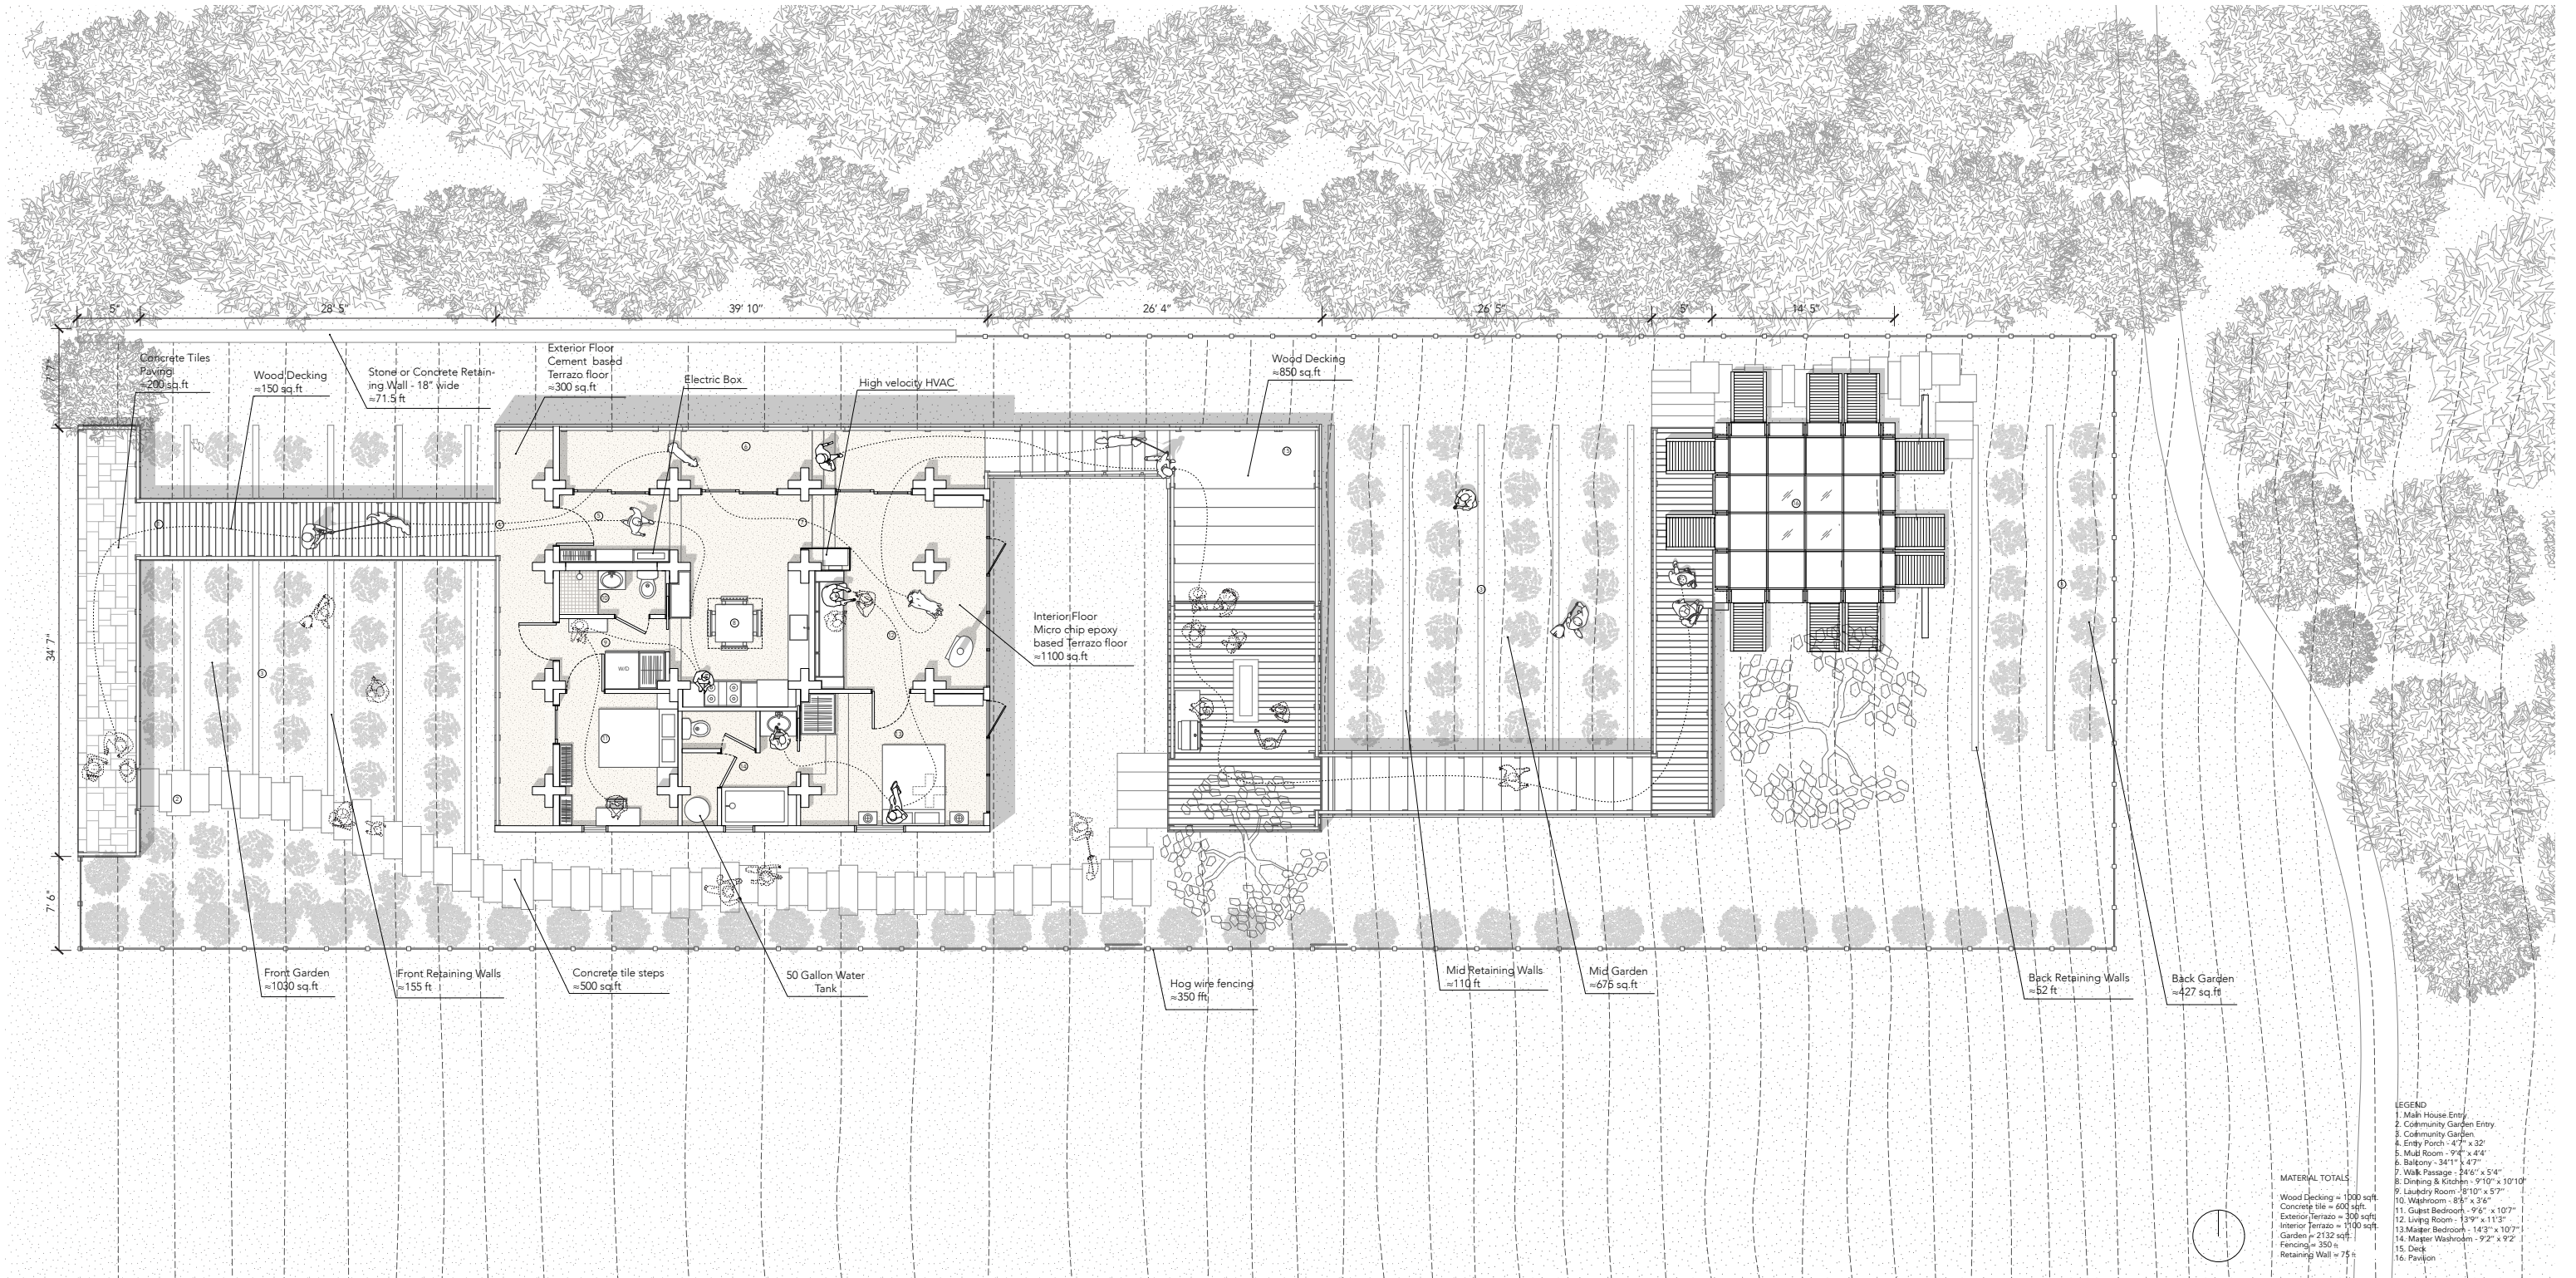 5"
28' 5"
39' 10"
26' 4"
26' 5"
5"
14' 5"
7' 7"
34' 7"
7' 6"
Concrete Tiles
Paving
≈200 sq.ft
Wood Decking
≈150 sq.ft
Stone or Concrete Retain-
ing Wall - 18" wide
≈71.5 ft
Exterior Floor
Cement based
Terrazo floor
≈300 sq.ft
Electric Box
High velocity HVAC
Wood Decking
≈850 sq.ft
Interior Floor
Micro chip epoxy
based Terrazo floor
≈1100 sq.ft
W/D
Front Garden
≈1030 sq.ft
Front Retaining Walls
≈155 ft
Concrete tile steps
≈500 sq.ft
50 Gallon Water
Tank
Hog wire fencing
≈350 fft
Mid Retaining Walls
≈110 ft
Mid Garden
≈675 sq.ft
Back Retaining Walls
≈52 ft
Back Garden
≈427 sq.ft
MATERIAL TOTALS
Wood Decking ≈ 1000 sqft.
Concrete tile ≈ 600 sqft.
Exterior Terrazo ≈ 300 sqft.
Interior Terrazo ≈ 1100 sqft.
Garden ≈ 2132 sqft.
Fencing ≈ 350 ft
Retaining Wall ≈ 75 ft
LEGEND
1. Main House Entry
2. Community Garden Entry
3. Community Garden
4. Entry Porch - 4'7" x 32'
5. Mud Room - 9'4" x 4'4'
6. Balcony - 34'1" x 4'7"
7. Walk Passage - 24'6" x 5'4"
8. Dinning & Kitchen - 9'10" x 10'10"
9. Laundry Room - 8'10" x 5'7"
10. Washroom - 8'6" x 3'6"
11. Guest Bedroom - 9'6" x 10'7"
12. Living Room - 13'9" x 11'3"
13.Master Bedroom - 14'3" x 10'7"
14. Master Washroom - 9'2" x 9'2'
15. Deck
16. Pavilion